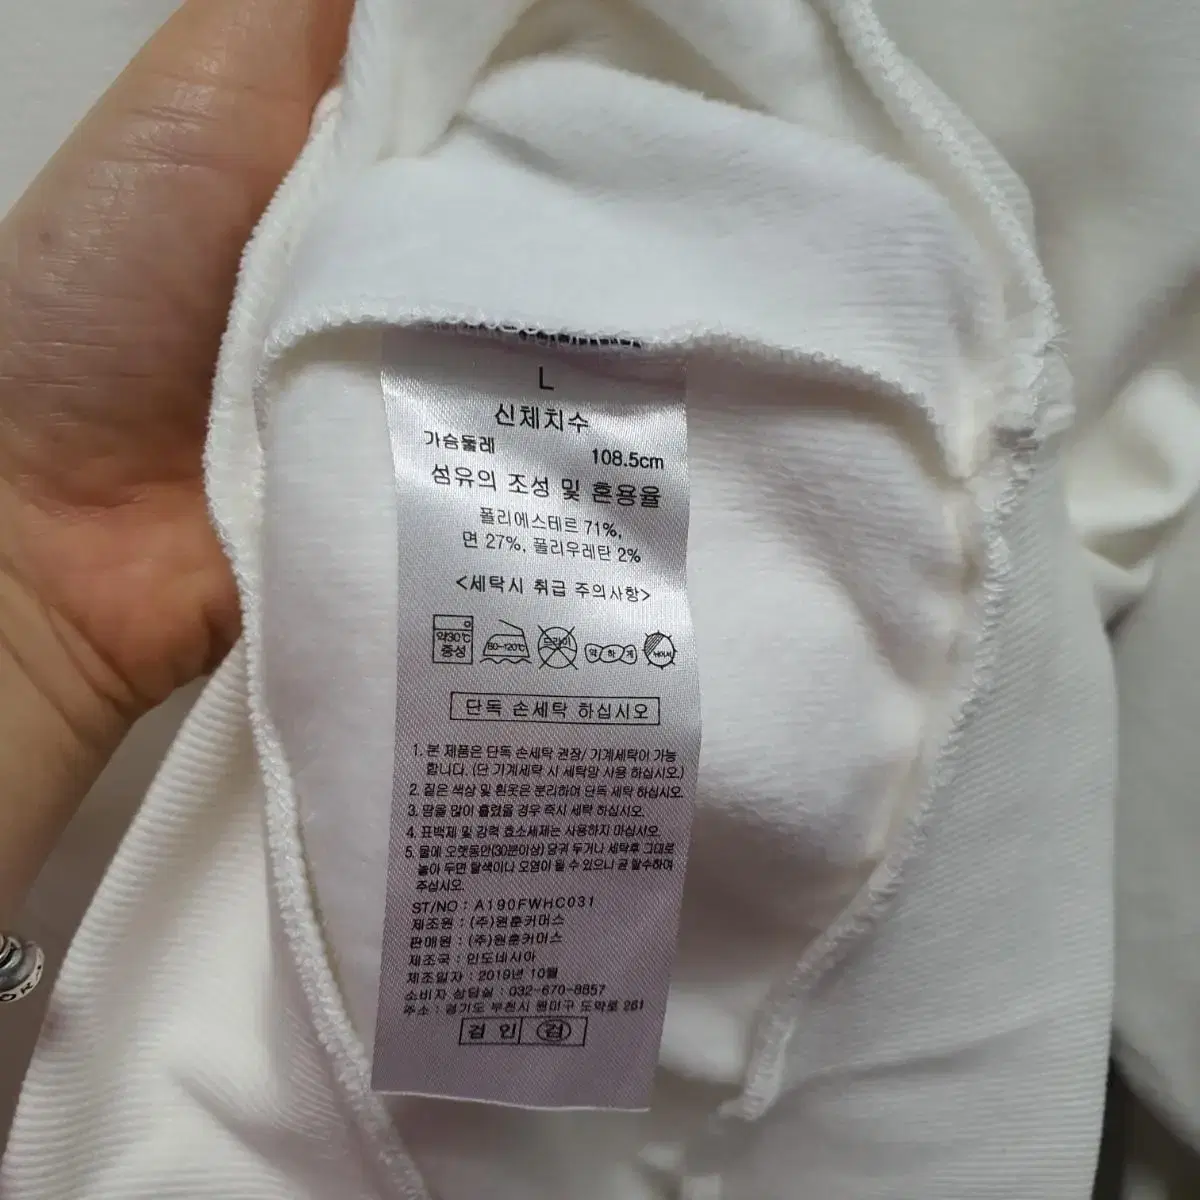 L
신체치수
가슴둘레 108.5cm
섬유의 조성 및 혼용율
폴리에스테르 71%,
면 27%, 폴리우레탄 2%
<세탁시 취급 주의사항>
약30℃
중성
80~120℃
드라이
약하게
단독 손세탁 하십시오
1. 본 제품은 단독 손세탁 권장/ 기계세탁이 가능
합니다. (단 기계세탁 시 세탁망 사용 하십시오.)
2. 짙은 색상 및 흰옷은 분리하여 단독 세탁 하십시오.
3. 땀을 많이 흘렸을 경우 즉시 세탁 하십시오.
4. 표백제 및 강력 효소세제는 사용하지 마십시오.
5. 물에 오랫동안(30분이상) 담궈 두거나 세탁후 그대로
놓아 두면 탈색이나 오염이 될 수 있으니 곧 탈수하여
주십시오.
ST/NO : A190FWHC031
제조원 : (주)원훈커머스
판매원 : (주)원훈커머스
제조국 : 인도네시아
제조일자 : 2019년 10월
소비자 상담실 : 032-670-8857
주소 : 경기도 부천시 원미구 도약로 261
검 인 검